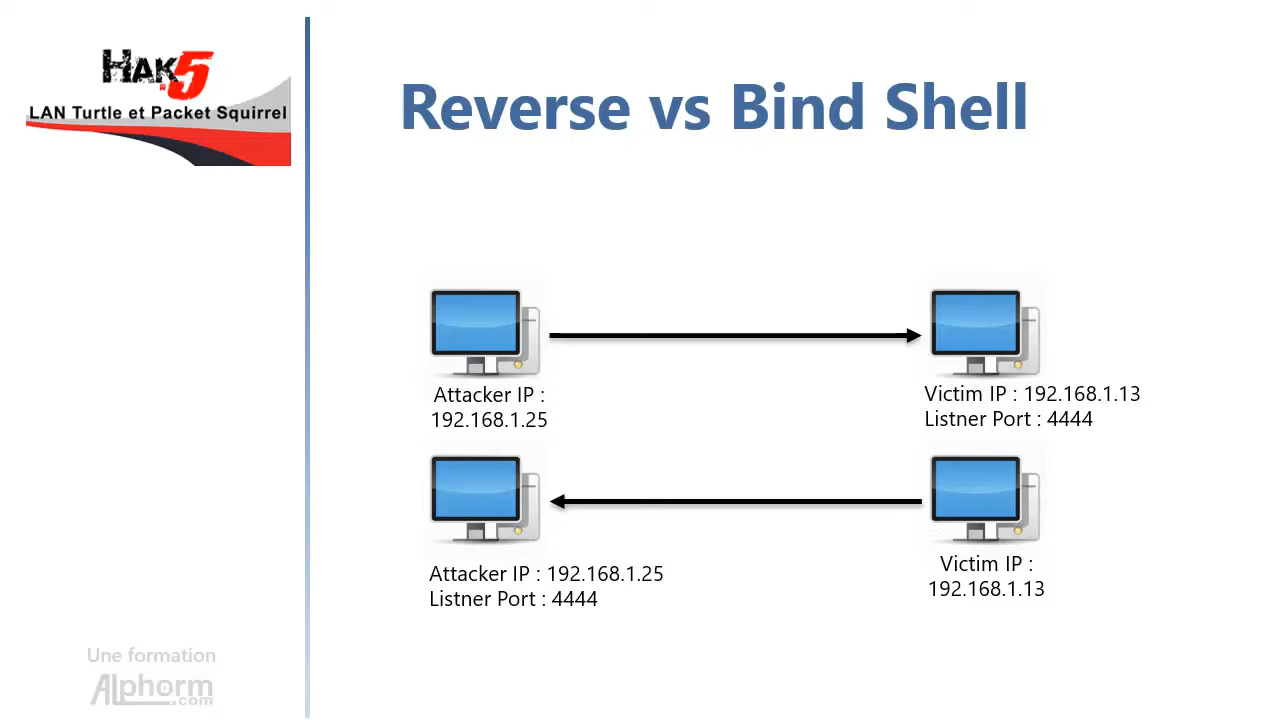 HAK5
LAN Turtle et Packet Squirrel
Reverse vs Bind Shell
Attacker IP :
192.168.1.25
Victim IP : 192.168.1.13
Listner Port : 4444
Attacker IP : 192.168.1.25
Listner Port : 4444
Victim IP :
192.168.1.13
Une formation
Alphorm
.com